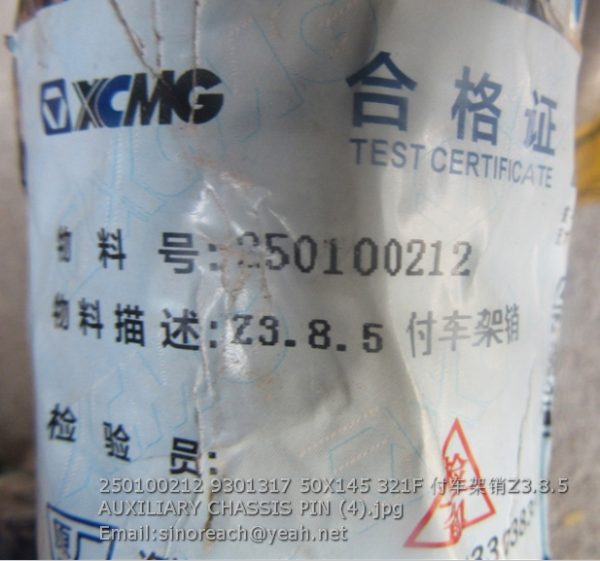 XCMG
合格证
TEST CERTIFICATE
物料号:250100212
物料描述:Z3.8.5 付车架销
检验员:
250100212 9301317 50X145 321F 付车架销Z3.8.5
AUXILIARY CHASSIS PIN (4).jpg
Email:sinoreach@yeah.net